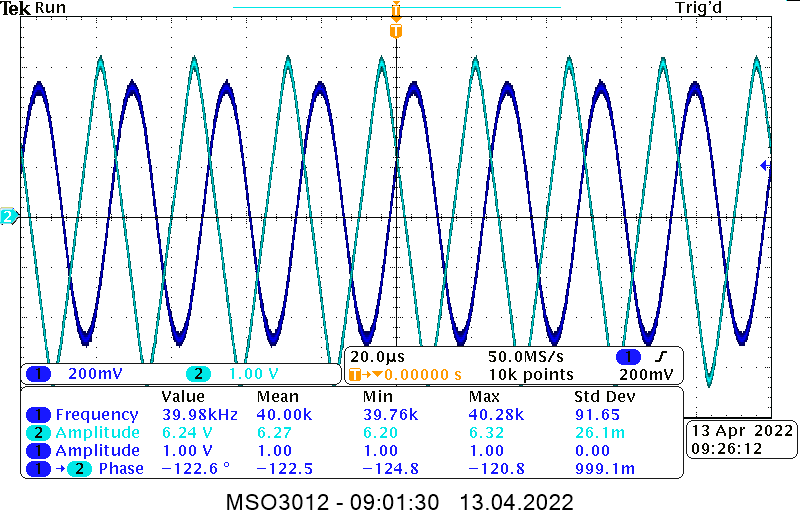 Tek Run Trig'd
T
T
2
20.0µs 50.0MS/s 1
1 200mV 2 1.00 V T→▼0.00000 s 10k points 200mV
Value Mean Min Max Std Dev
1 Frequency 39.98kHz 40.00k 39.76k 40.28k 91.65
2 Amplitude 6.24 V 6.27 6.20 6.32 26.1m
1 Amplitude 1.00 V 1.00 1.00 1.00 0.00
1 → 2 Phase −122.6 ° −122.5 −124.8 −120.8 999.1m
13 Apr 2022
09:26:12
MSO3012 - 09:01:30 13.04.2022